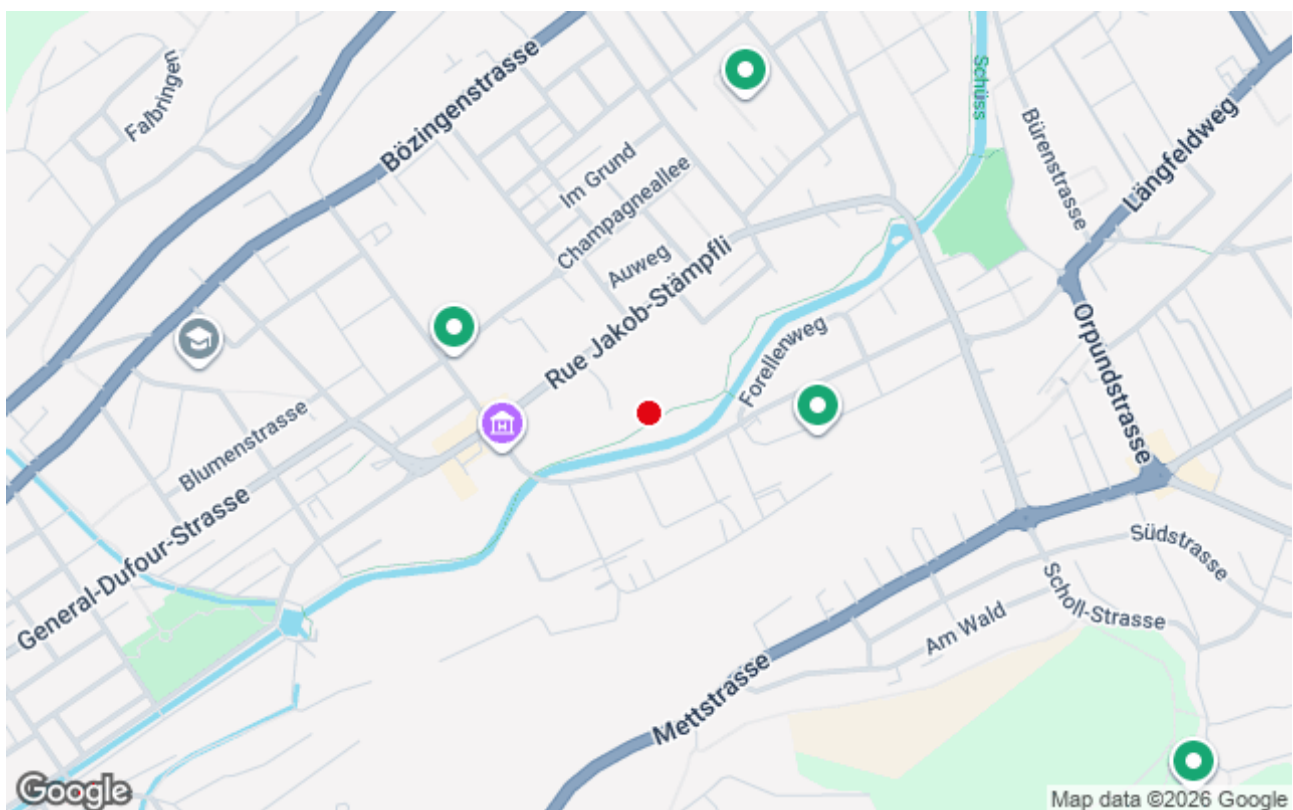 Falbringen
Bözingenstrasse
Schüss
Bürenstrasse
Längfeldweg
Im Grund
Champagneallee
Auweg
Rue Jakob-Stämpfli
Forellenweg
Orpundstrasse
Blumenstrasse
General-Dufour-Strasse
Südstrasse
Scholl-Strasse
Am Wald
Mettstrasse
Google
Map data ©2026 Google